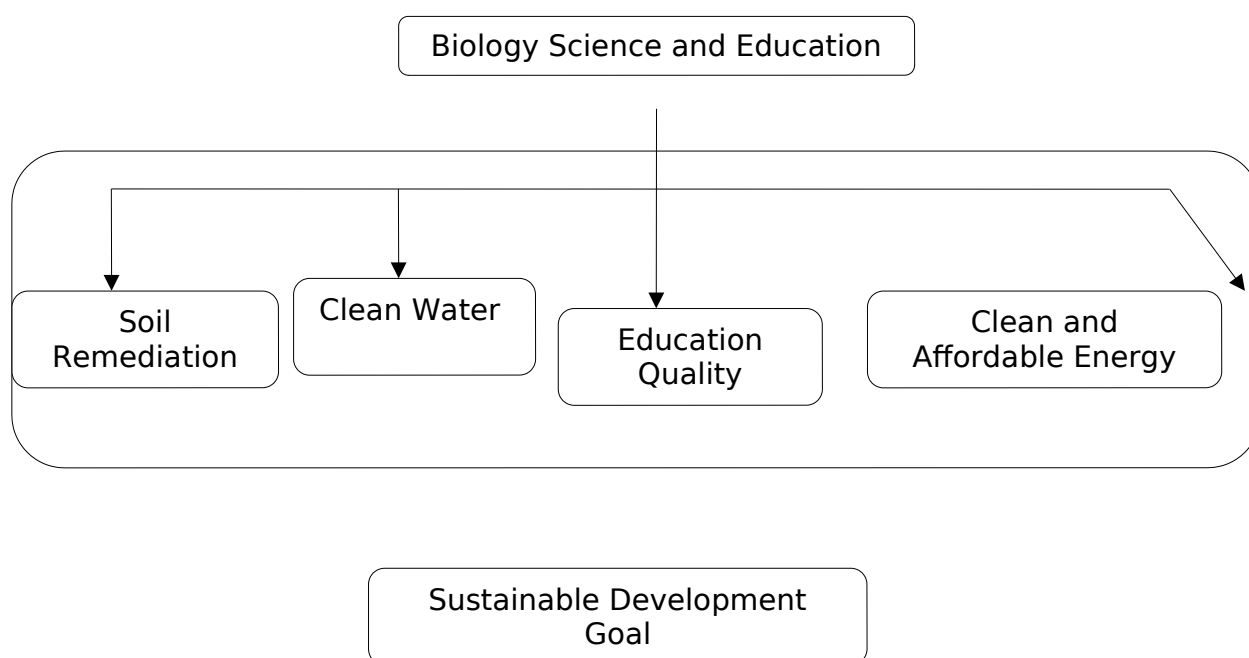 Biology Science and Education
Soil
Remediation
Clean Water
Education
Quality
Clean and
Affordable Energy
Sustainable Development
Goal